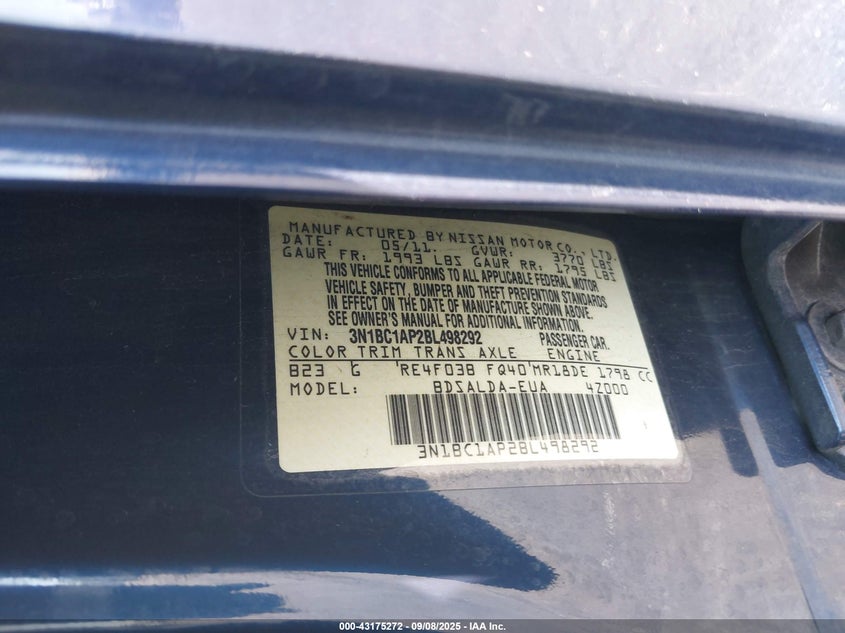 MANUFACTURED BY NISSAN MOTOR CO., LTD.
DATE: 05/11. GVWR: 3770 LBS
GAWR FR: 1993 LBS GAWR RR: 1795 LBS
THIS VEHICLE CONFORMS TO ALL APPLICABLE FEDERAL MOTOR
VEHICLE SAFETY, BUMPER AND THEFT PREVENTION STANDARDS
IN EFFECT ON THE DATE OF MANUFACTURE SHOWN ABOVE.
SEE OWNER'S MANUAL FOR ADDITIONAL INFORMATION.
VIN: 3N1BC1AP2BL498292 PASSENGER CAR.
COLOR TRIM TRANS AXLE ENGINE
B23 G RE4F03B FQ40 MR18DE 1798 CC
MODEL: BDSALDA-EUA 4Z000
3N1BC1AP2BL498292
000-43175272 - 09/08/2025 - IAA Inc.